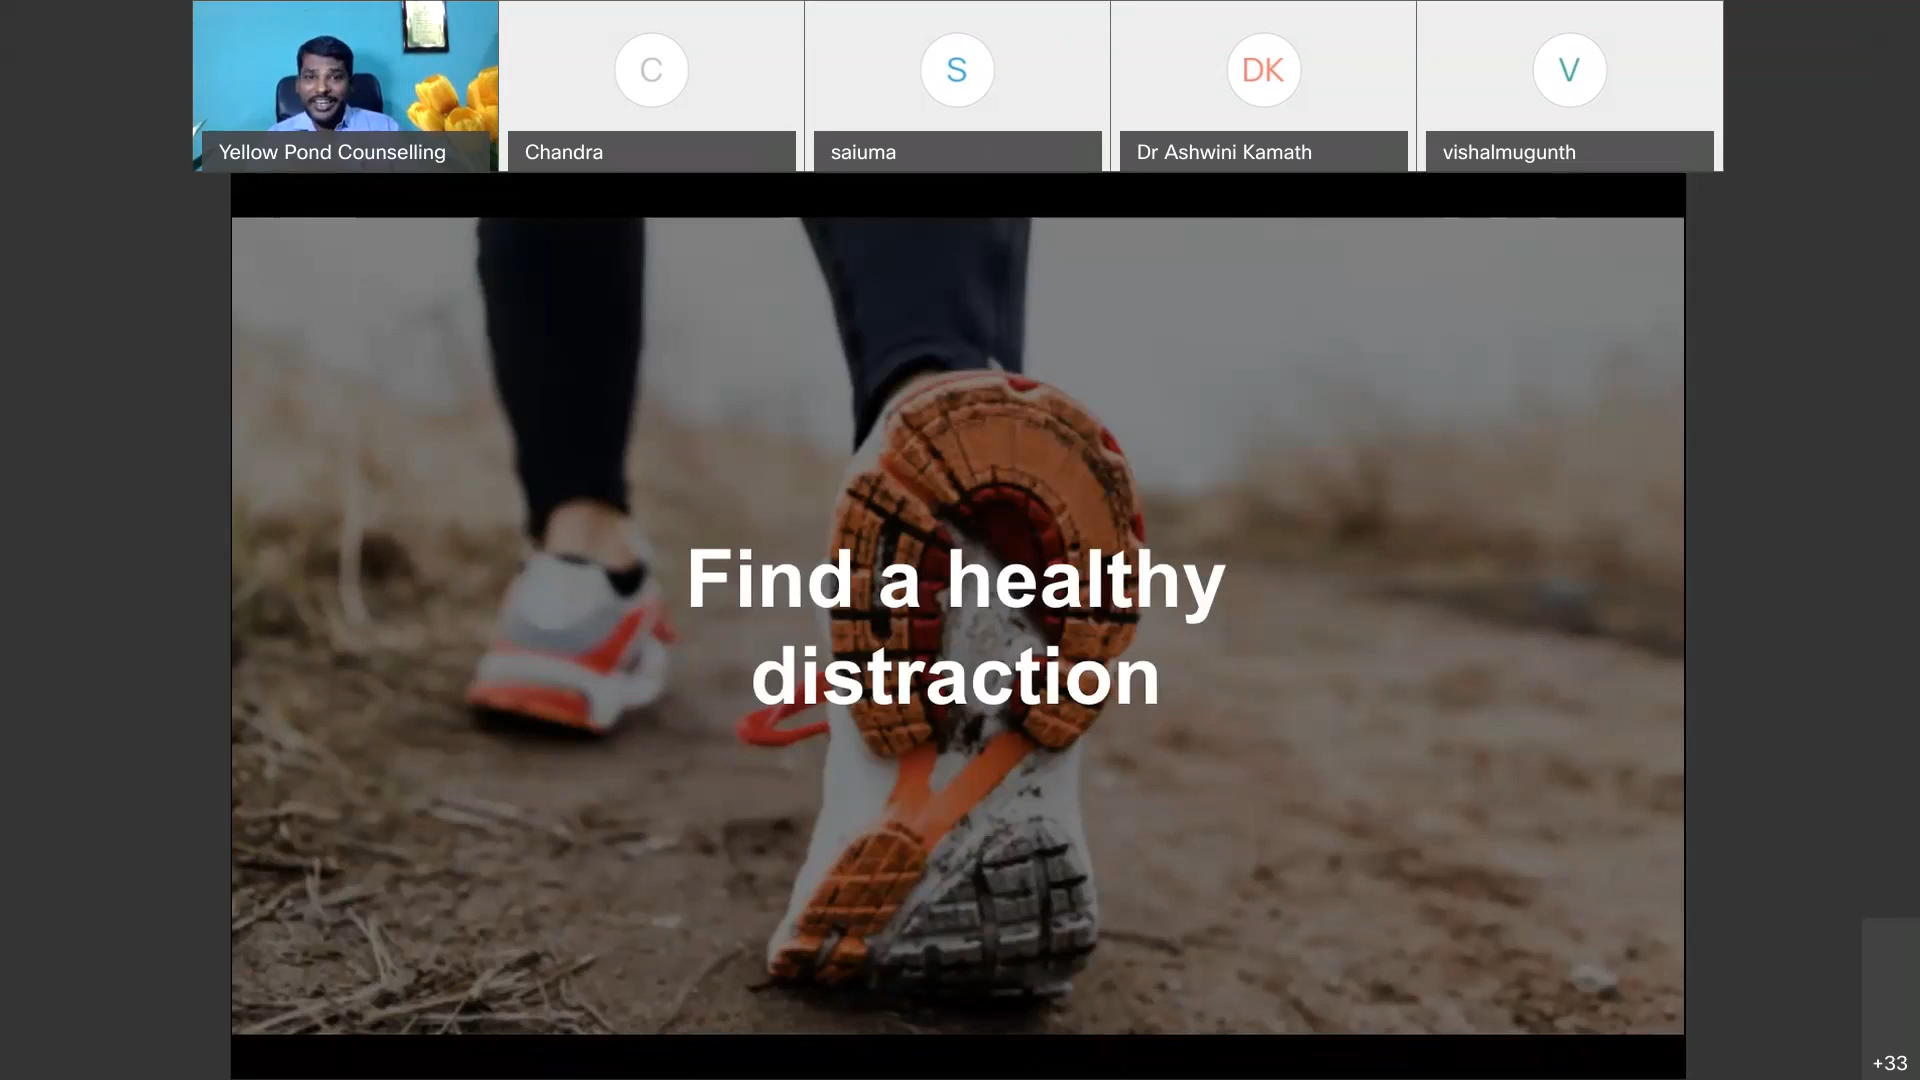 Yellow Pond Counselling
C
Chandra
S
saiuma
DK
Dr Ashwini Kamath
V
vishalmugunth
Find a healthy
distraction
+33